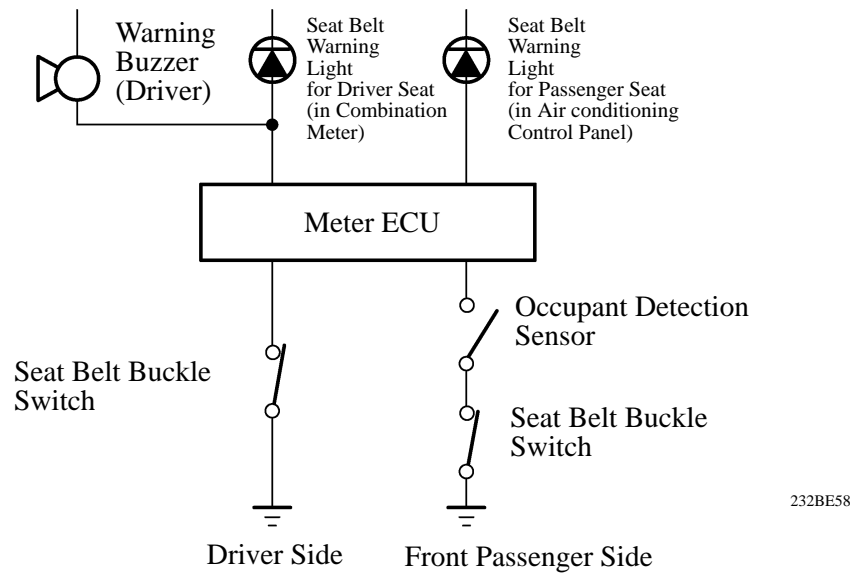 Warning
Buzzer
(Driver)
Seat Belt
Warning
Light
for Driver Seat
(in Combination
Meter)
Seat Belt
Warning
Light
for Passenger Seat
(in Air conditioning
Control Panel)
Meter ECU
Occupant Detection
Sensor
Seat Belt Buckle
Switch
Seat Belt Buckle
Switch
232BE58
Driver Side
Front Passenger Side